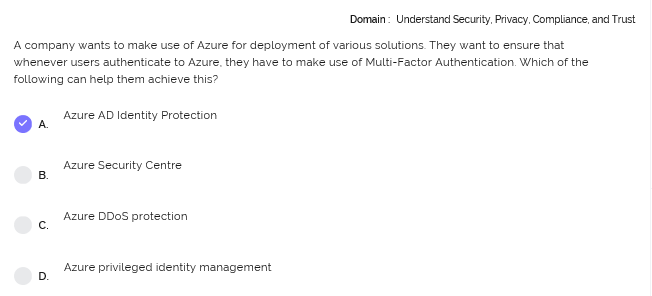 Domain : Understand Security, Privacy, Compliance, and Trust
A company wants to make use of Azure for deployment of various solutions. They want to ensure that
whenever users authenticate to Azure, they have to make use of Multi-Factor Authentication. Which of the
following can help them achieve this?
A. Azure AD Identity Protection
B. Azure Security Centre
C. Azure DDoS protection
D. Azure privileged identity management